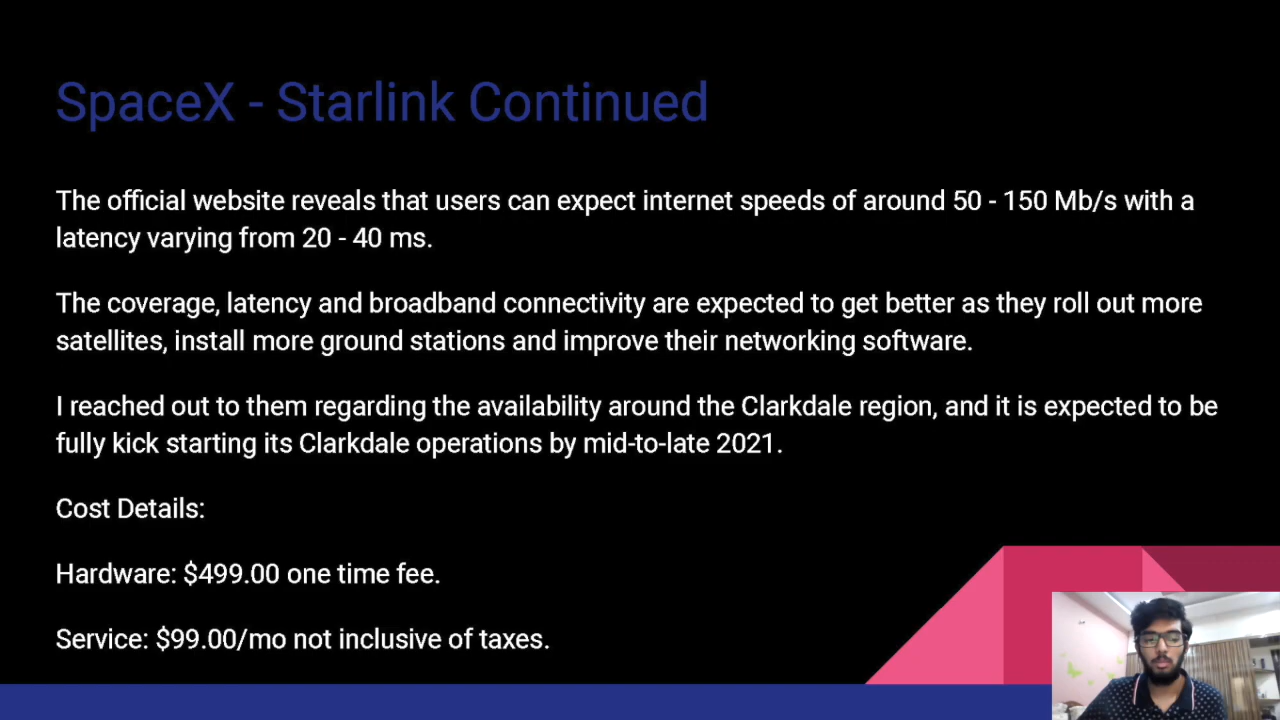 SpaceX - Starlink Continued
The official website reveals that users can expect internet speeds of around 50 - 150 Mb/s with a
latency varying from 20 - 40 ms.
The coverage, latency and broadband connectivity are expected to get better as they roll out more
satellites, install more ground stations and improve their networking software.
I reached out to them regarding the availability around the Clarkdale region, and it is expected to be
fully kick starting its Clarkdale operations by mid-to-late 2021.
Cost Details:
Hardware: $499.00 one time fee.
Service: $99.00/mo not inclusive of taxes.